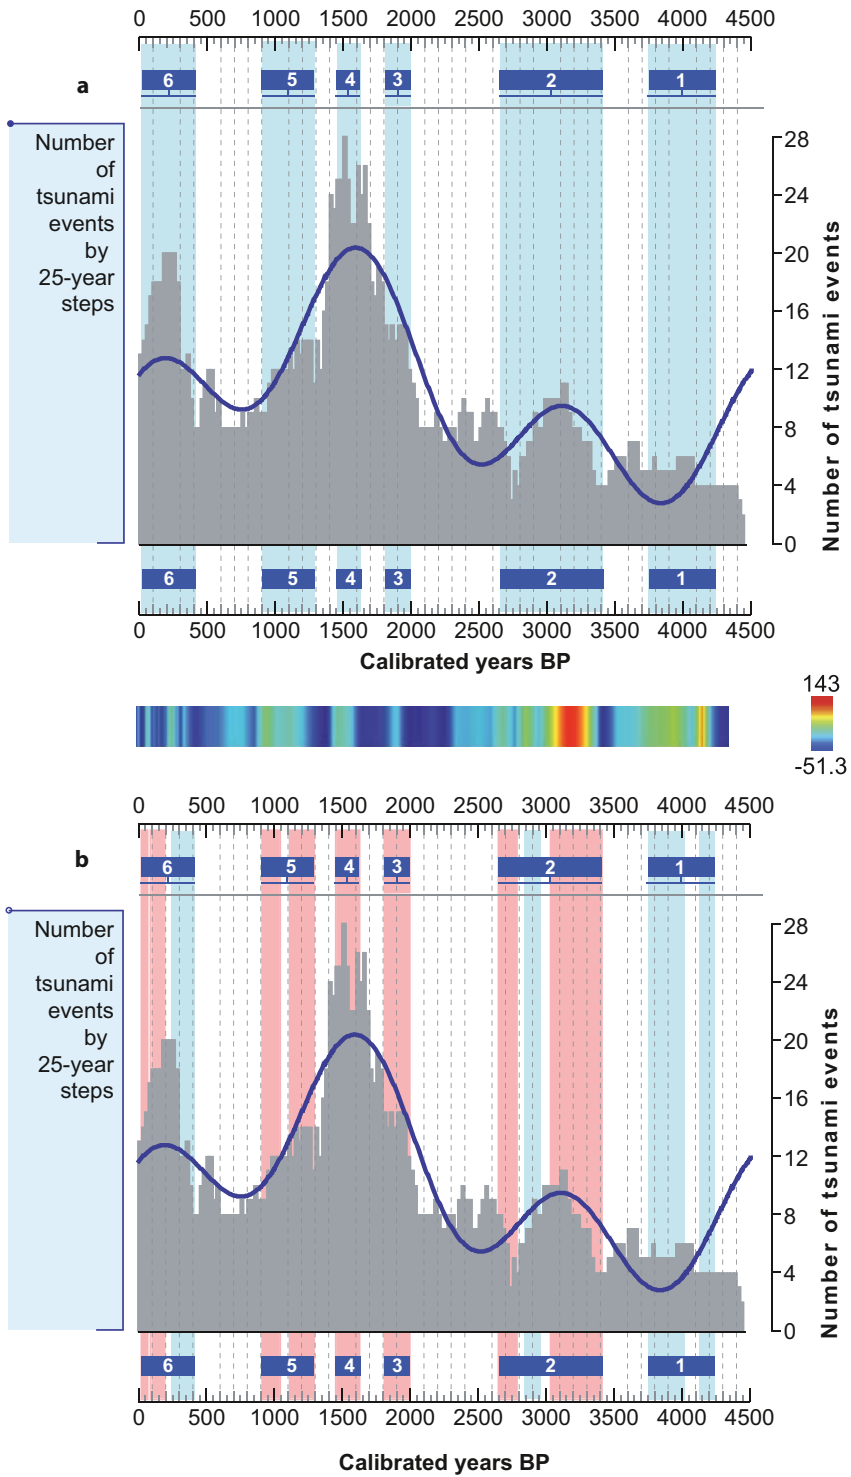 0 500 1000 1500 2000 2500 3000 3500 4000 4500
a
6 5 4 3 2 1
Number
of
tsunami
events
by
25-year
steps
28
24
20
16
12
8
4
0
Number of tsunami events
6 5 4 3 2 1
0 500 1000 1500 2000 2500 3000 3500 4000 4500
Calibrated years BP
143
-51.3
0 500 1000 1500 2000 2500 3000 3500 4000 4500
b
6 5 4 3 2 1
Number
of
tsunami
events
by
25-year
steps
28
24
20
16
12
8
4
0
Number of tsunami events
6 5 4 3 2 1
0 500 1000 1500 2000 2500 3000 3500 4000 4500
Calibrated years BP